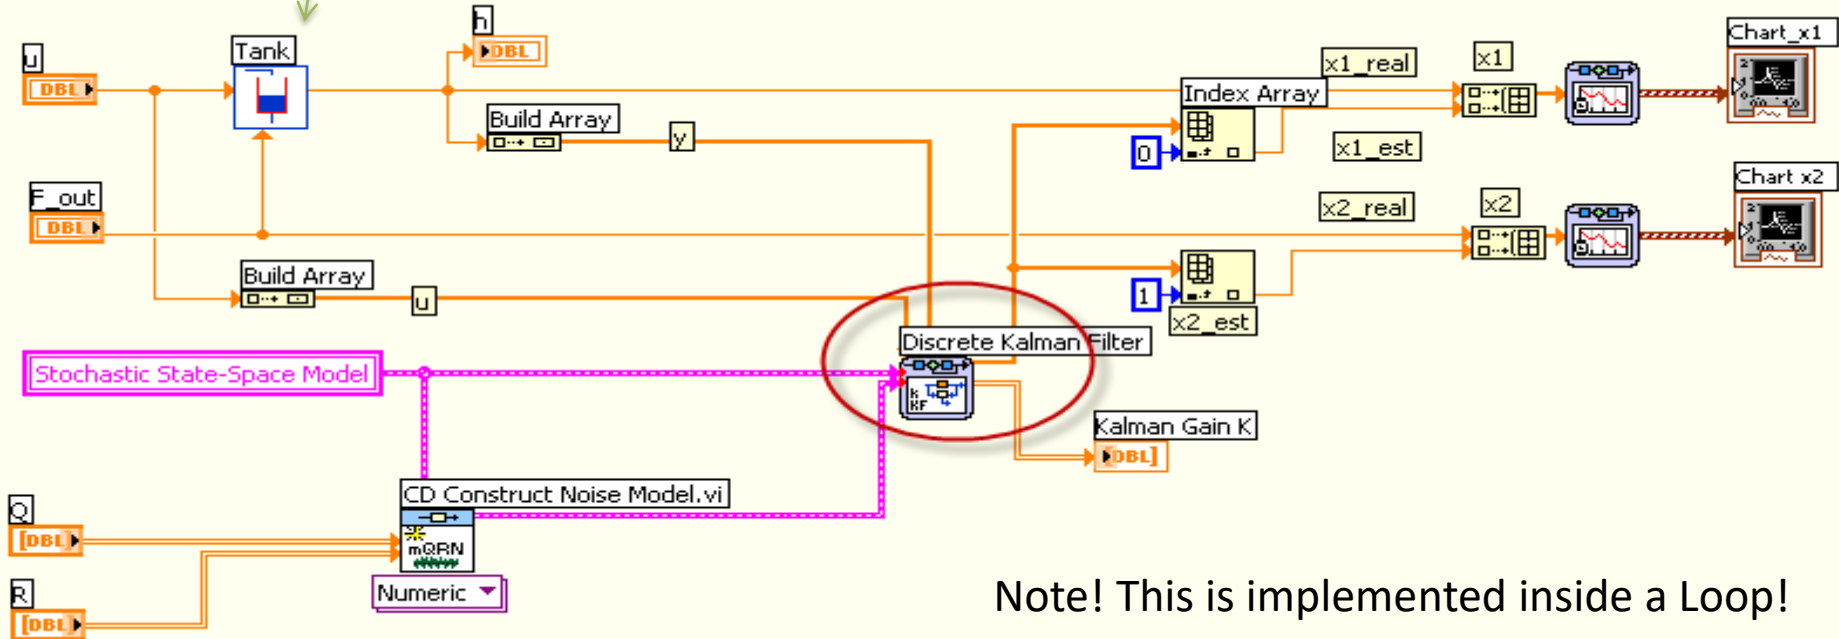 h
u
DBL
Tank
DBL
x1_real
x1
Chart_x1
Build Array
y
Index Array
0
x1_est
F_out
DBL
x2_real
x2
Chart x2
Build Array
u
1
x2_est
Discrete Kalman Filter
KF
Stochastic State-Space Model
Kalman Gain K
[DBL]
CD Construct Noise Model.vi
mQRN
Numeric
Q
[DBL]
R
[DBL]
Note! This is implemented inside a Loop!